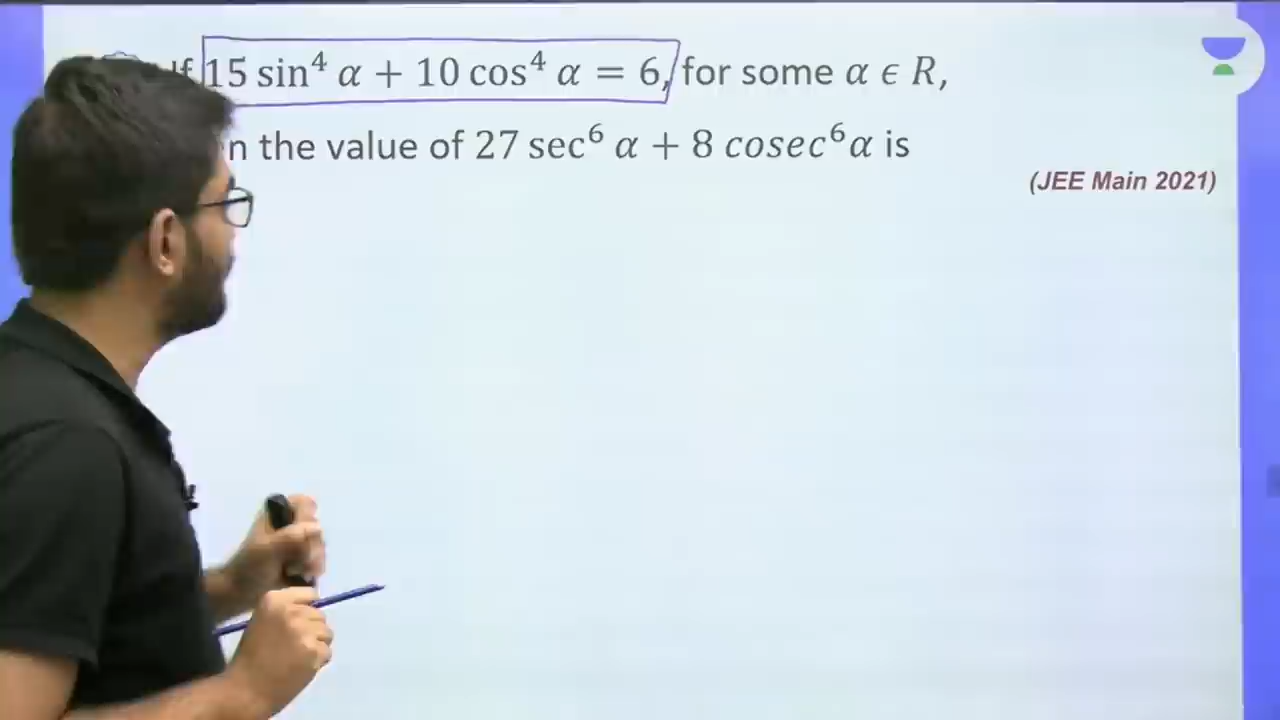 If 15 sin⁴ α + 10 cos⁴ α = 6, for some α ϵ R,
n the value of 27 sec⁶ α + 8 cosec⁶α is
(JEE Main 2021)